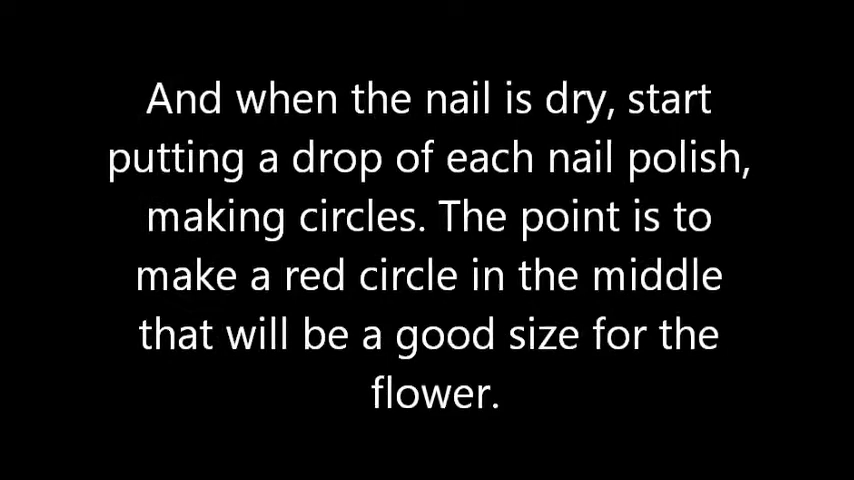 And when the nail is dry, start
putting a drop of each nail polish,
making circles. The point is to
make a red circle in the middle
that will be a good size for the
flower.